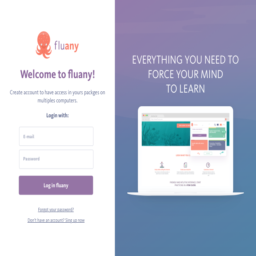 fluany
Welcome to fluany!
Create account to have access in yours packges on
multiples computers.
Login with:
E-mail
Password
Log in fluany
Forgot your password?
Don't have an account? Sign up now
EVERYTHING YOU NEED TO
FORCE YOUR MIND
TO LEARN